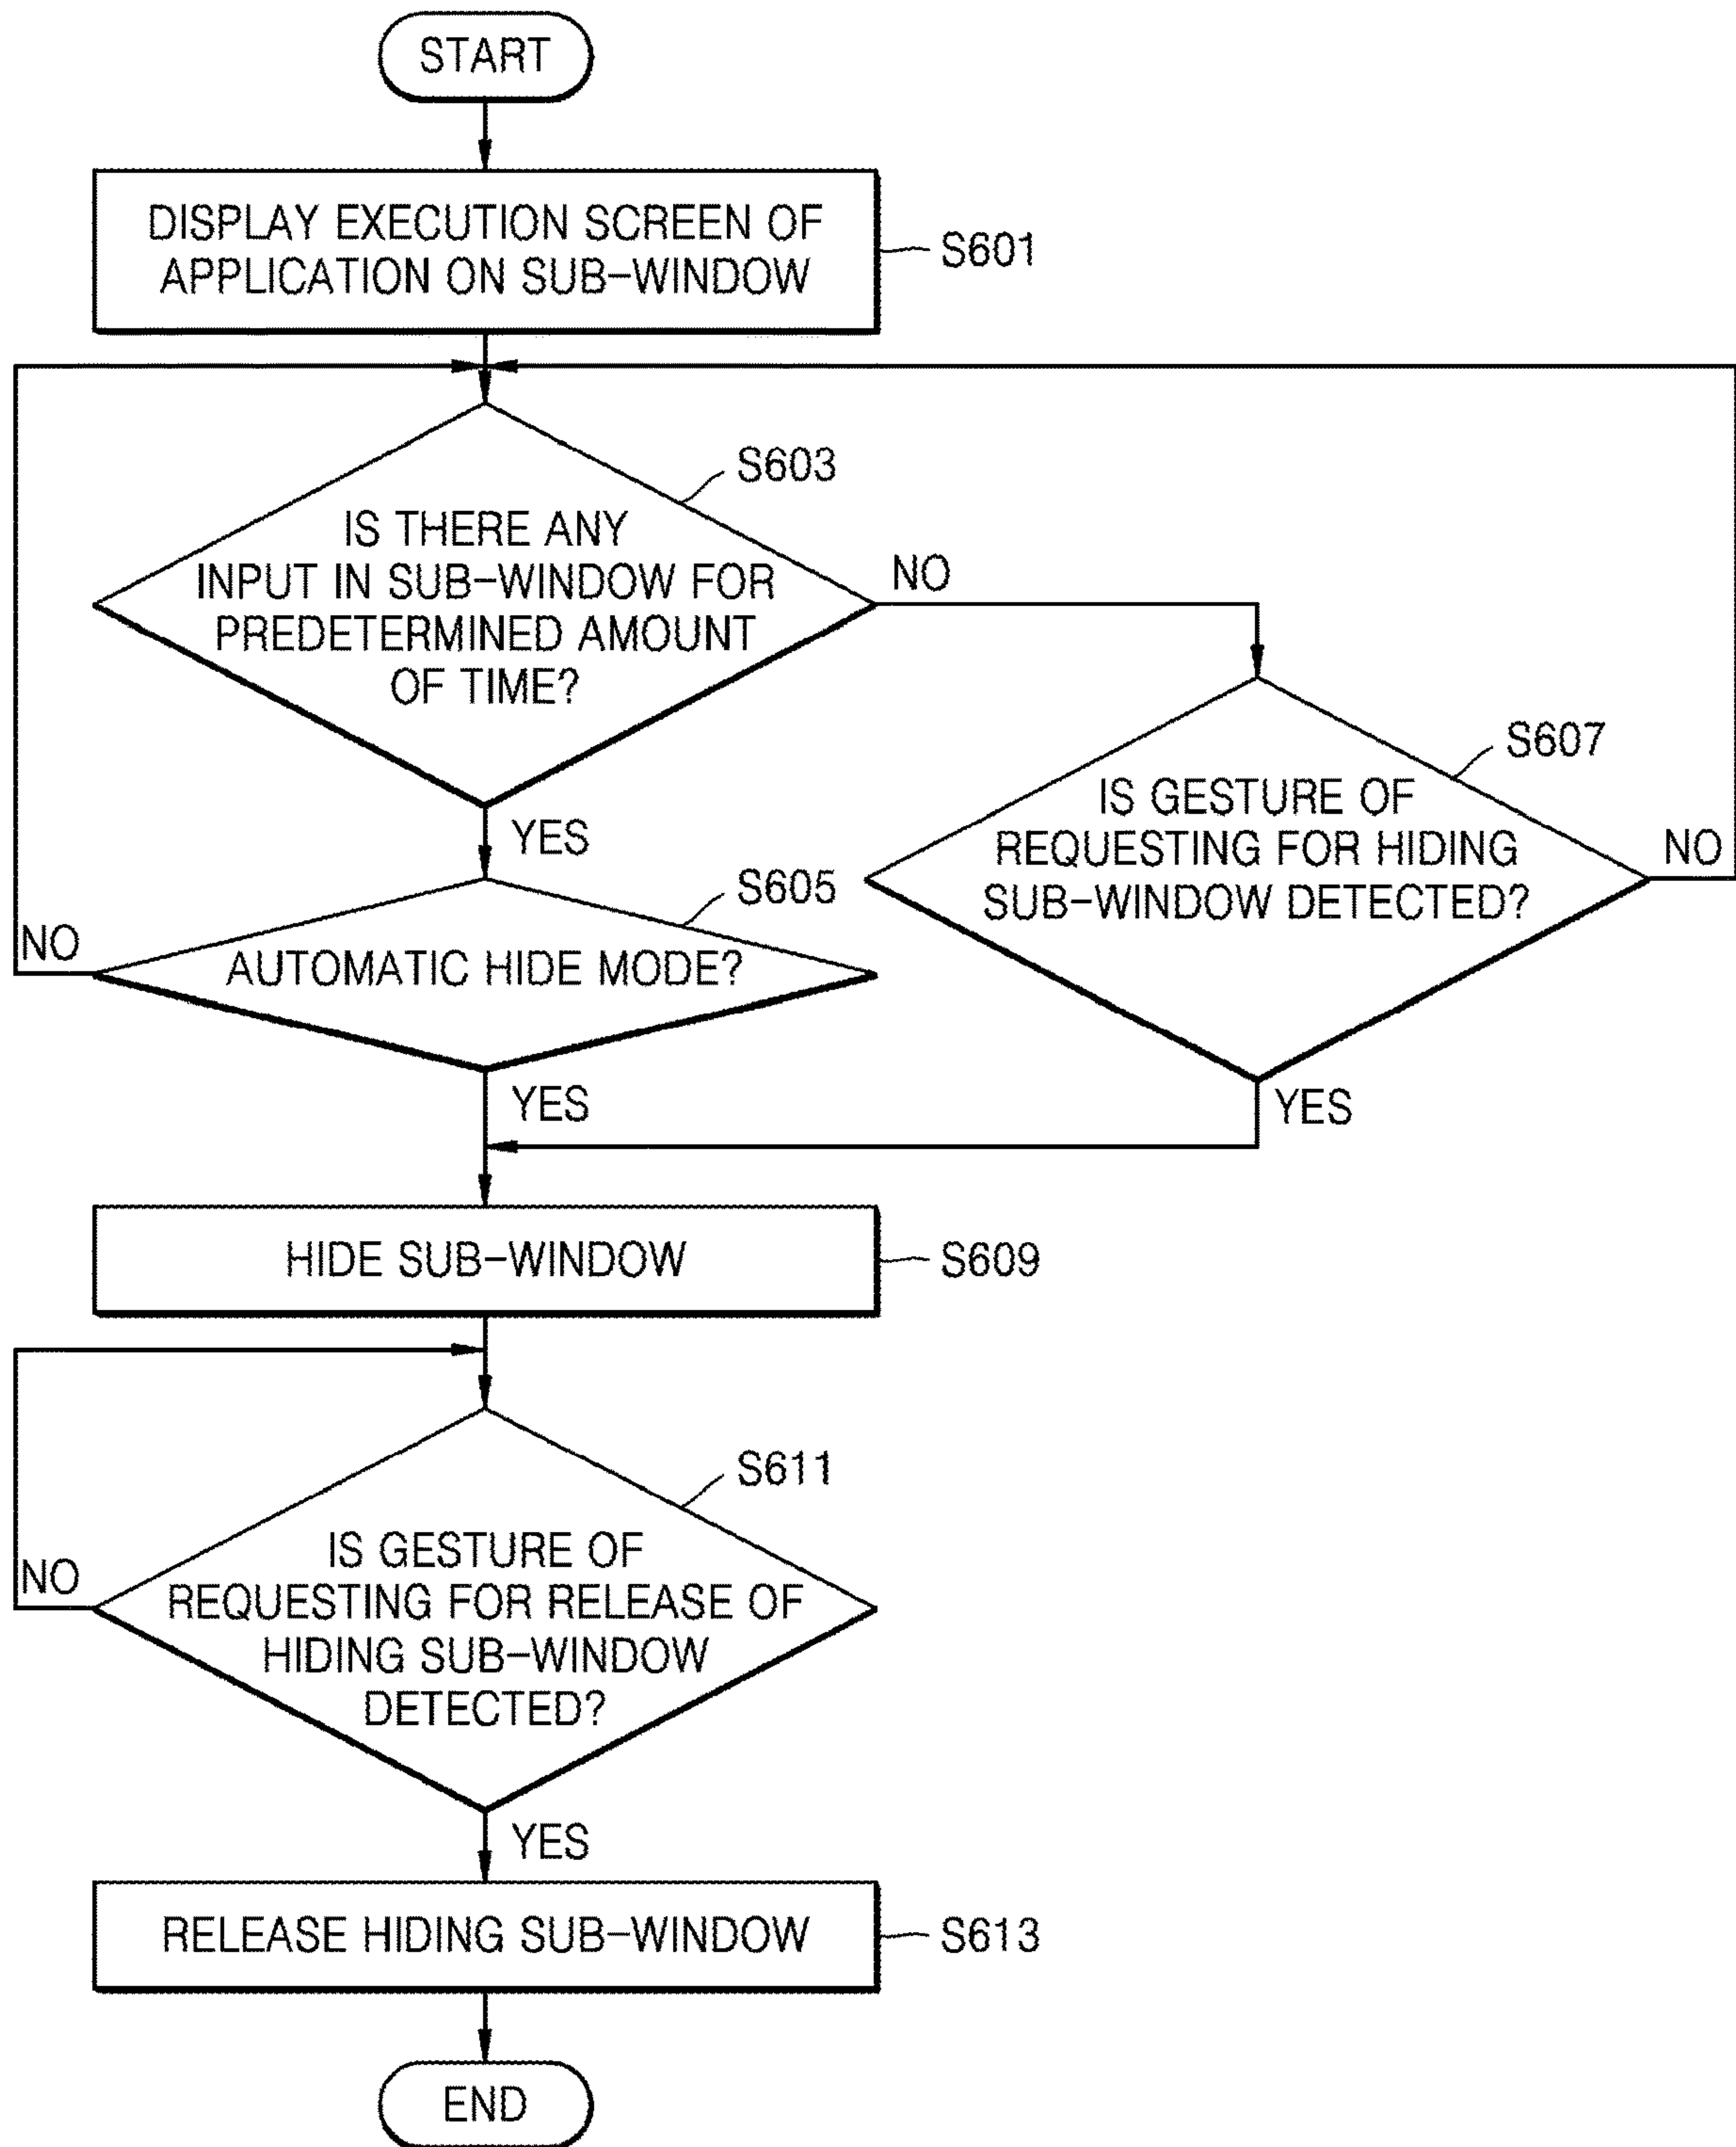 START
DISPLAY EXECUTION SCREEN OF
APPLICATION ON SUB-WINDOW
S601
S603
IS THERE ANY
INPUT IN SUB-WINDOW FOR
PREDETERMINED AMOUNT
OF TIME?
NO
YES
S607
IS GESTURE OF
REQUESTING FOR HIDING
SUB-WINDOW DETECTED?
NO
YES
S605
AUTOMATIC HIDE MODE?
NO
YES
HIDE SUB-WINDOW
S609
S611
IS GESTURE OF
REQUESTING FOR RELEASE OF
HIDING SUB-WINDOW
DETECTED?
NO
YES
RELEASE HIDING SUB-WINDOW
S613
END